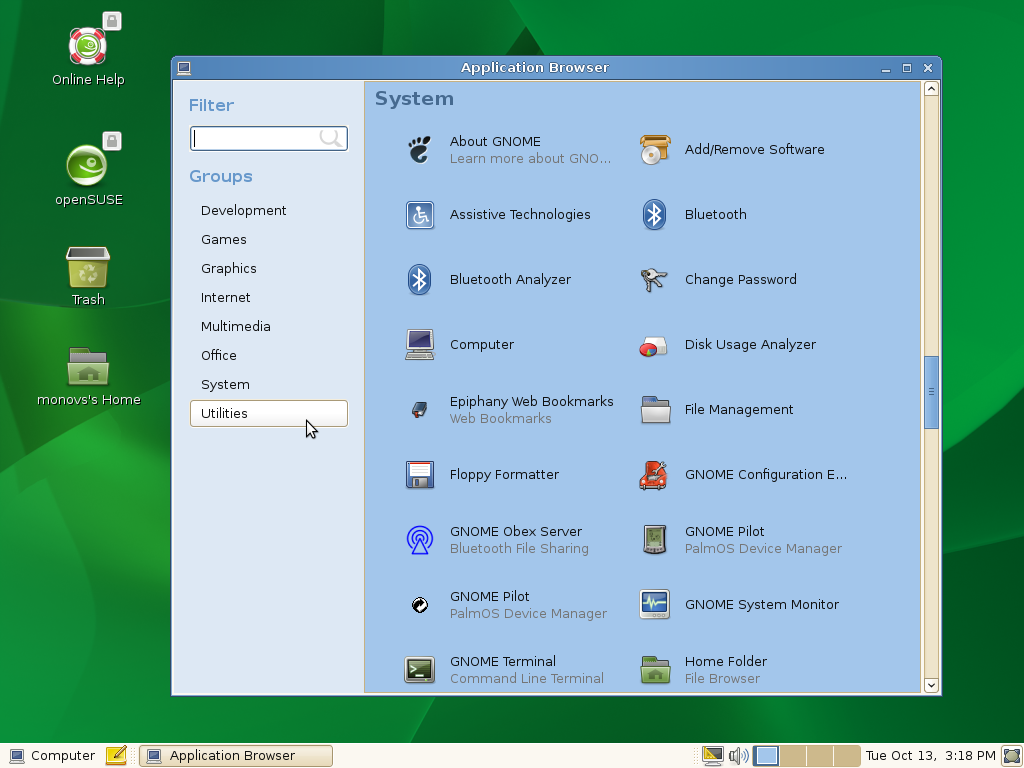 Online Help
openSUSE
Trash
monovs's Home
Application Browser
Filter
Groups
Development
Games
Graphics
Internet
Multimedia
Office
System
Utilities
System
About GNOME
Learn more about GNO...
Add/Remove Software
Assistive Technologies
Bluetooth
Bluetooth Analyzer
Change Password
Computer
Disk Usage Analyzer
Epiphany Web Bookmarks
Web Bookmarks
File Management
Floppy Formatter
GNOME Configuration E...
GNOME Obex Server
Bluetooth File Sharing
GNOME Pilot
PalmOS Device Manager
GNOME Pilot
PalmOS Device Manager
GNOME System Monitor
GNOME Terminal
Command Line Terminal
Home Folder
File Browser
Computer
Application Browser
Tue Oct 13, 3:18 PM